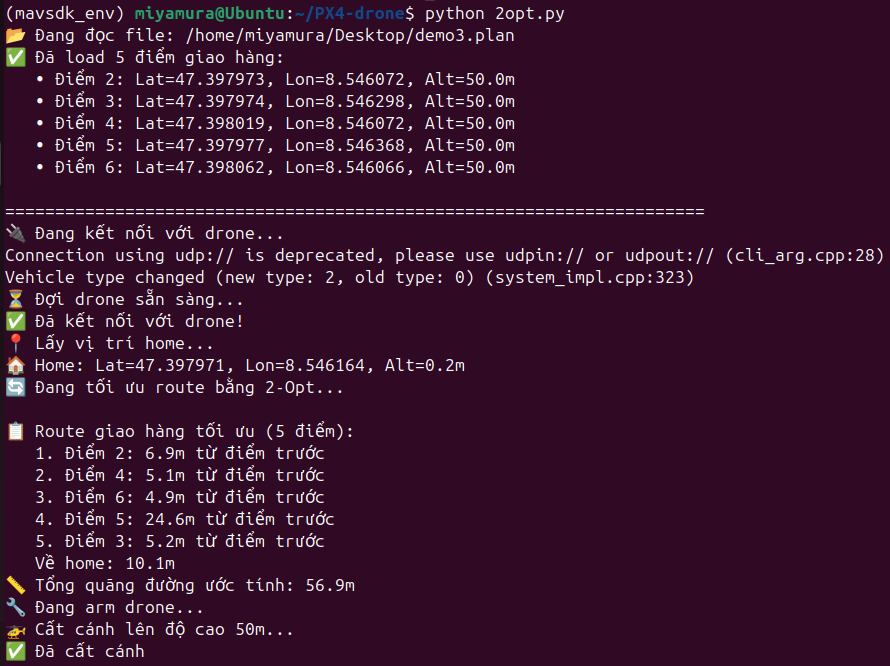 (mavsdk_env) miyamura@Ubuntu:~/PX4-drone$ python 2opt.py
📂 Đang đọc file: /home/miyamura/Desktop/demo3.plan
✅ Đã load 5 điểm giao hàng:
• Điểm 2: Lat=47.397973, Lon=8.546072, Alt=50.0m
• Điểm 3: Lat=47.397974, Lon=8.546298, Alt=50.0m
• Điểm 4: Lat=47.398019, Lon=8.546072, Alt=50.0m
• Điểm 5: Lat=47.397977, Lon=8.546368, Alt=50.0m
• Điểm 6: Lat=47.398062, Lon=8.546066, Alt=50.0m
======================================================================
🔌 Đang kết nối với drone...
Connection using udp:// is deprecated, please use udpin:// or udpout:// (cli_arg.cpp:28)
Vehicle type changed (new type: 2, old type: 0) (system_impl.cpp:323)
⏳ Đợi drone sẵn sàng...
✅ Đã kết nối với drone!
📍 Lấy vị trí home...
🏠 Home: Lat=47.397971, Lon=8.546164, Alt=0.2m
🔄 Đang tối ưu route bằng 2-Opt...
📋 Route giao hàng tối ưu (5 điểm):
1. Điểm 2: 6.9m từ điểm trước
2. Điểm 4: 5.1m từ điểm trước
3. Điểm 6: 4.9m từ điểm trước
4. Điểm 5: 24.6m từ điểm trước
5. Điểm 3: 5.2m từ điểm trước
Về home: 10.1m
📏 Tổng quãng đường ước tính: 56.9m
🔧 Đang arm drone...
🚁 Cất cánh lên độ cao 50m...
✅ Đã cất cánh